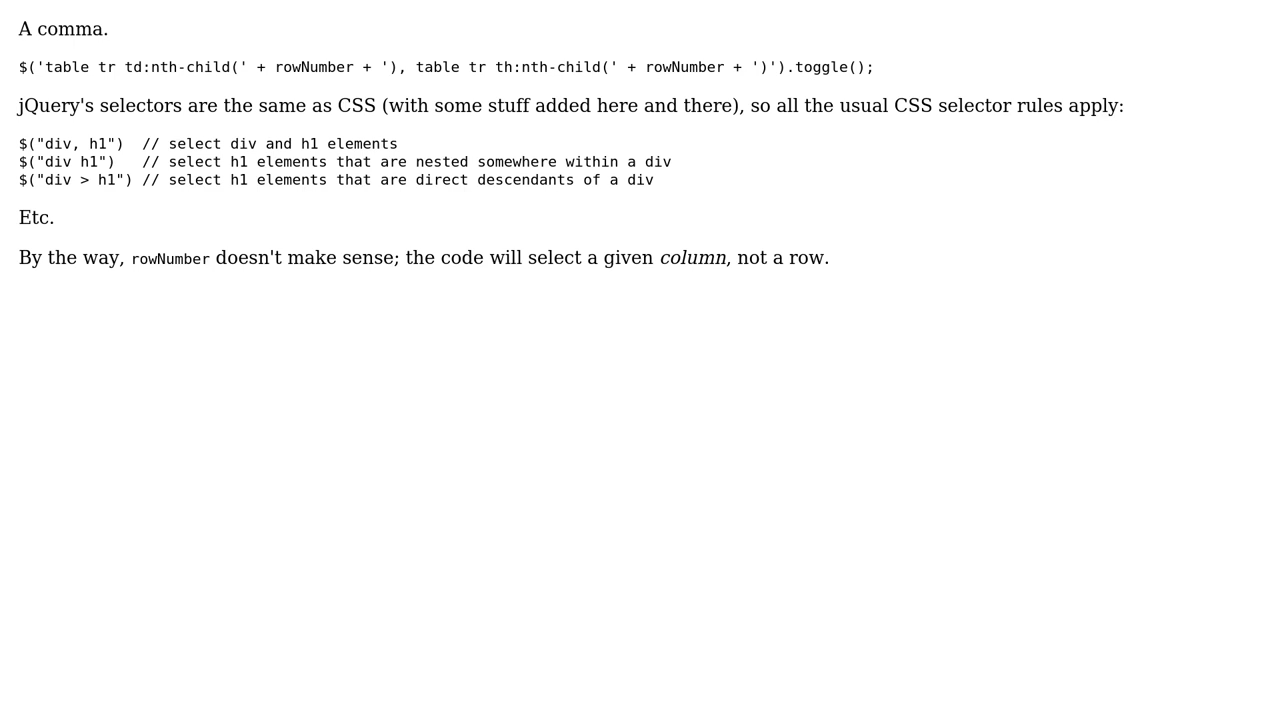 A comma.
$('table tr td:nth-child(' + rowNumber + '), table tr th:nth-child(' + rowNumber + ')').toggle();
jQuery's selectors are the same as CSS (with some stuff added here and there), so all the usual CSS selector rules apply:
$("div, h1")  // select div and h1 elements
$("div h1")   // select h1 elements that are nested somewhere within a div
$("div > h1") // select h1 elements that are direct descendants of a div
Etc.
By the way, rowNumber doesn't make sense; the code will select a given column, not a row.